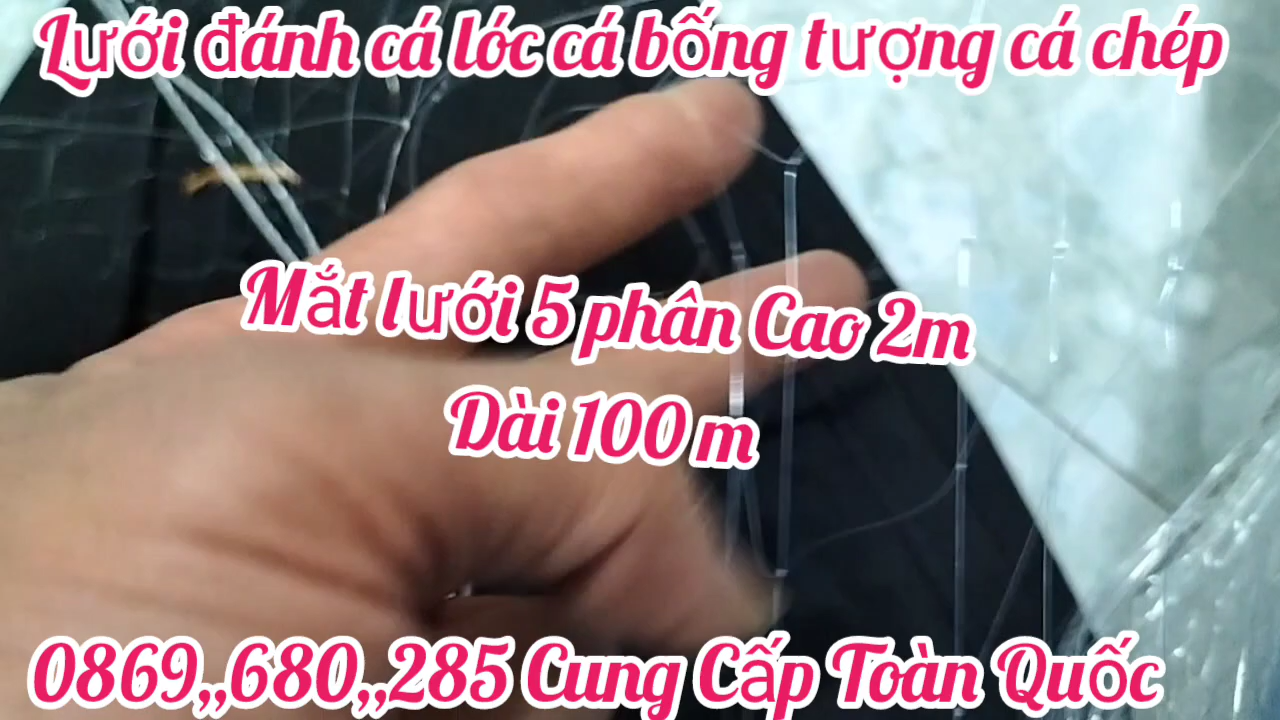 Lưới đánh cá lóc cá bống tượng cá chép
Mắt lưới 5 phân Cao 2m
Dài 100 m
0869,,680,,285 Cung Cấp Toàn Quốc